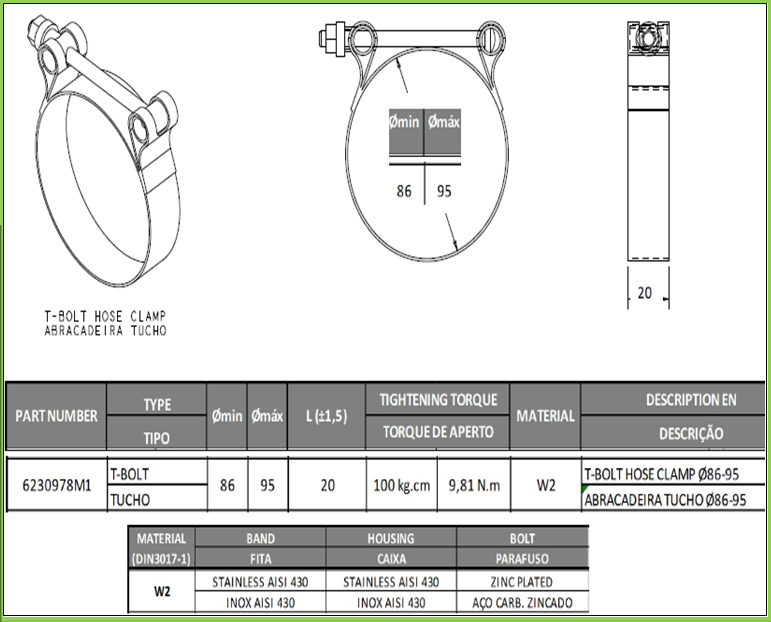 Ømin Ømáx
86 95
20
T-BOLT HOSE CLAMP
ABRACADEIRA TUCHO
PART NUMBER TYPE Ømin Ømáx L (±1,5) TIGHTENING TORQUE MATERIAL DESCRIPTION EN
TIPO TORQUE DE APERTO DESCRIÇÃO
6230978M1 T-BOLT 86 95 20 100 kg.cm 9,81 N.m W2 T-BOLT HOSE CLAMP Ø86-95
TUCHO ABRACADEIRA TUCHO Ø86-95
MATERIAL BAND HOUSING BOLT
(DIN3017-1) FITA CAIXA PARAFUSO
W2 STAINLESS AISI 430 STAINLESS AISI 430 ZINC PLATED
INOX AISI 430 INOX AISI 430 AÇO CARB. ZINCADO